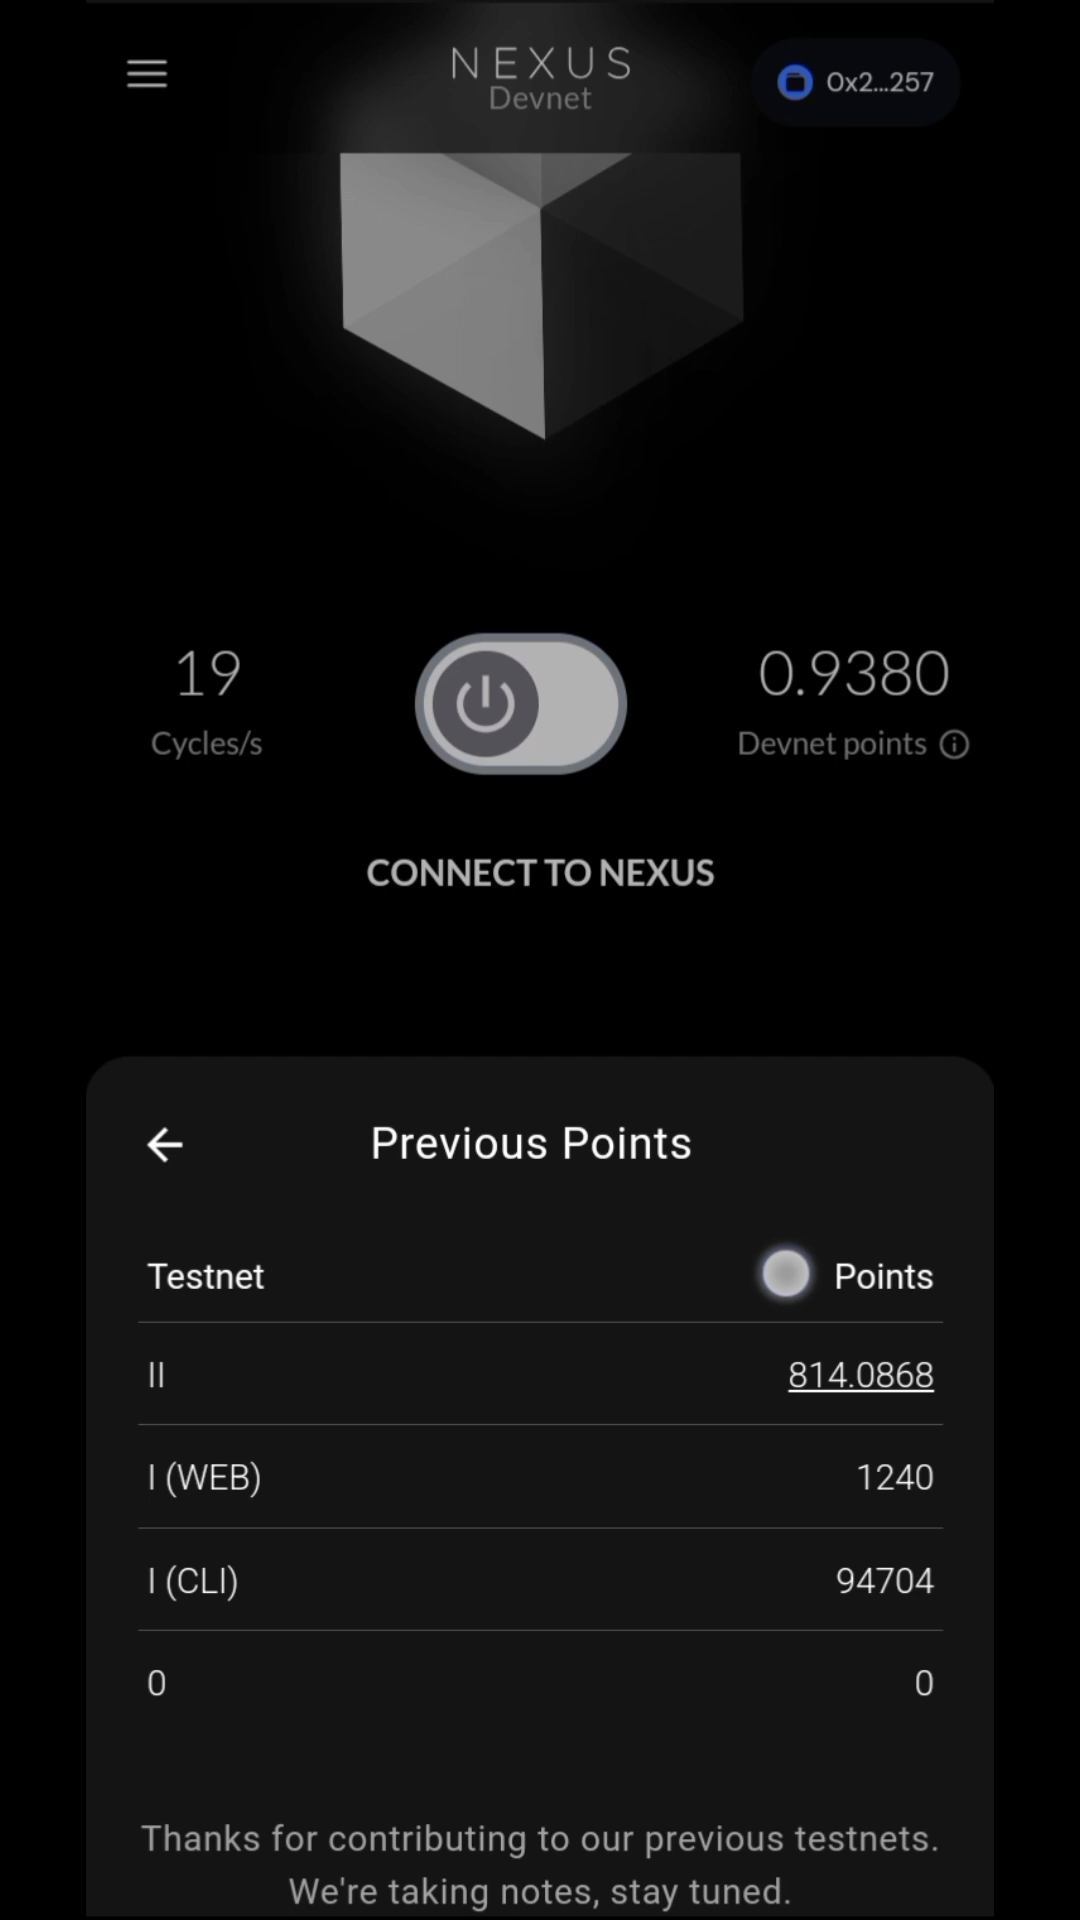 NEXUS
Devnet
0x2...257
19
Cycles/s
0.9380
Devnet points
CONNECT TO NEXUS
Previous Points
Testnet Points
II 814.0868
I (WEB) 1240
I (CLI) 94704
0 0
Thanks for contributing to our previous testnets.
We're taking notes, stay tuned.